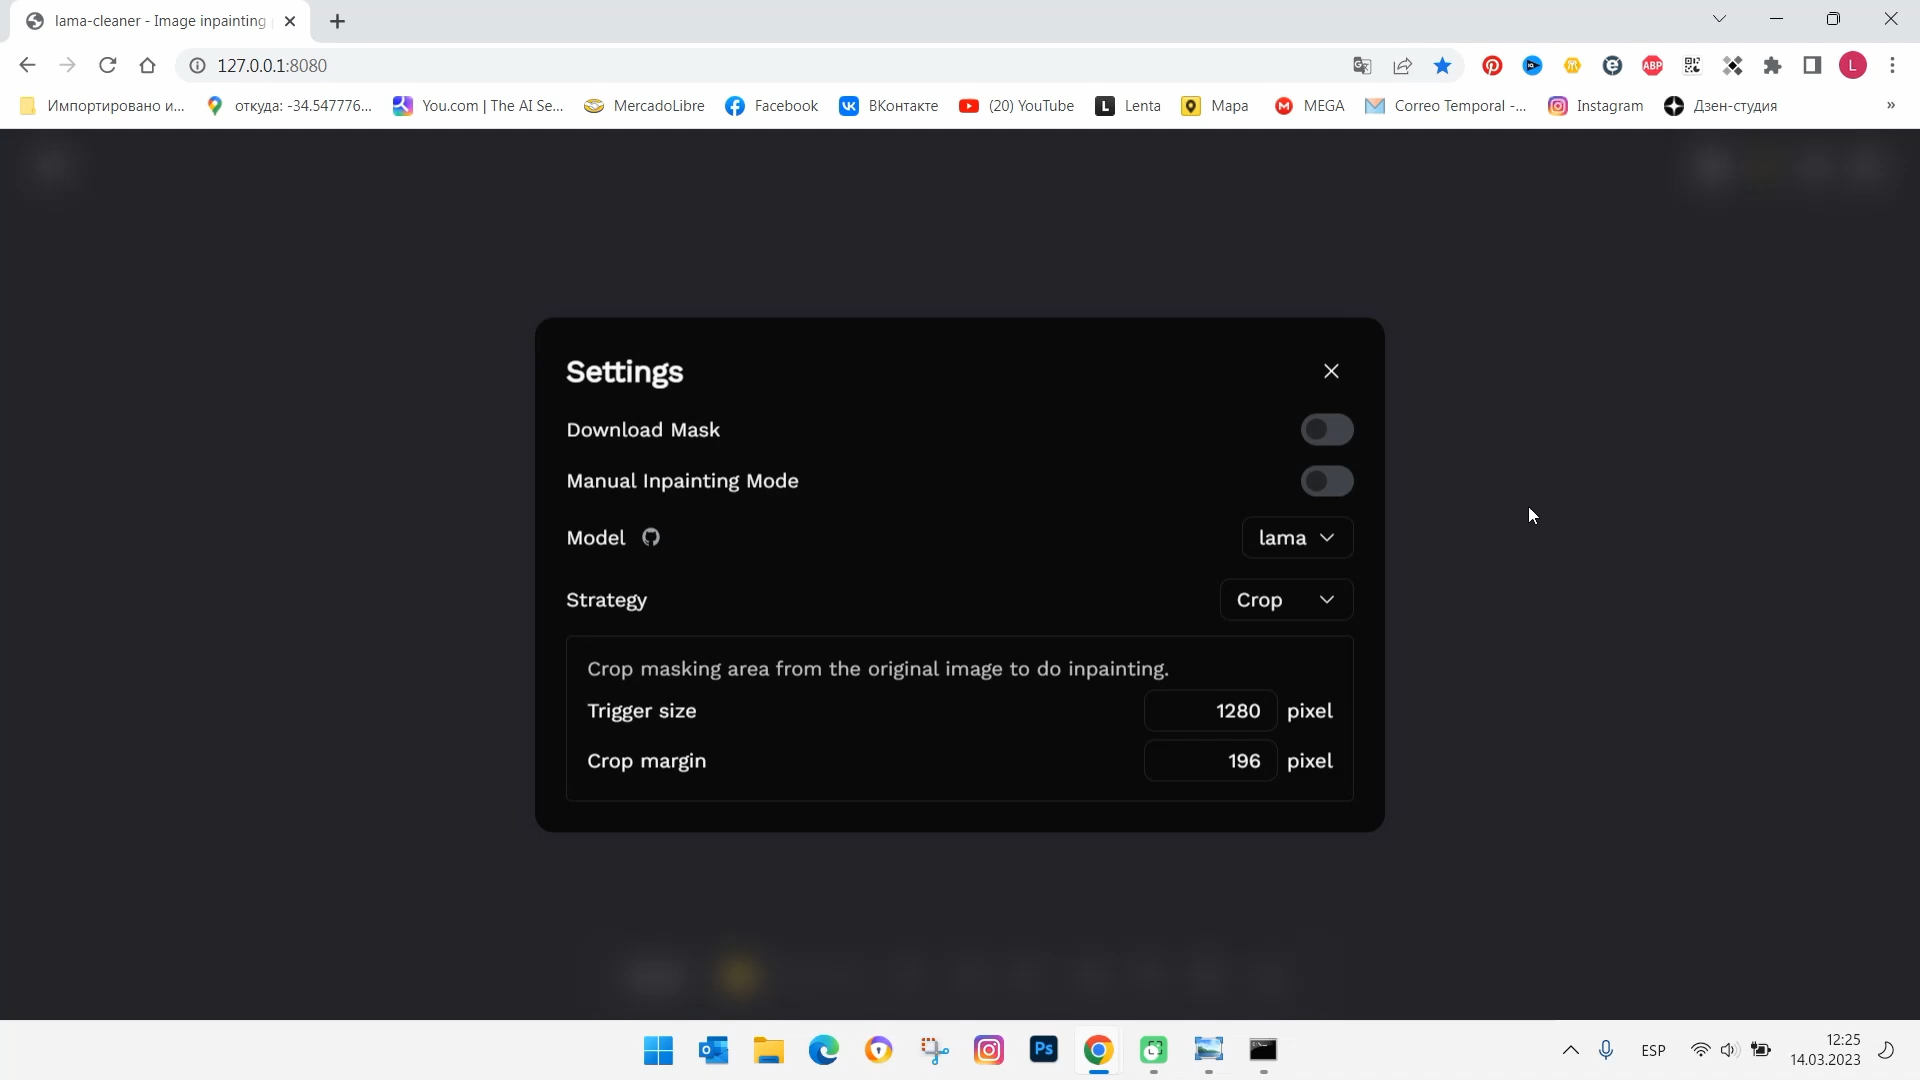 lama-cleaner - Image inpainting
127.0.0.1:8080
Импортировано и...
откуда: -34.547776...
You.com | The AI Se...
MercadoLibre
Facebook
ВКонтакте
(20) YouTube
Lenta
Mapa
MEGA
Correo Temporal -...
Instagram
Дзен-студия
»
ABP
L
Settings
Download Mask
Manual Inpainting Mode
Model
lama
Strategy
Crop
Crop masking area from the original image to do inpainting.
Trigger size
1280 pixel
Crop margin
196 pixel
Ps
ESP
12:25
14.03.2023